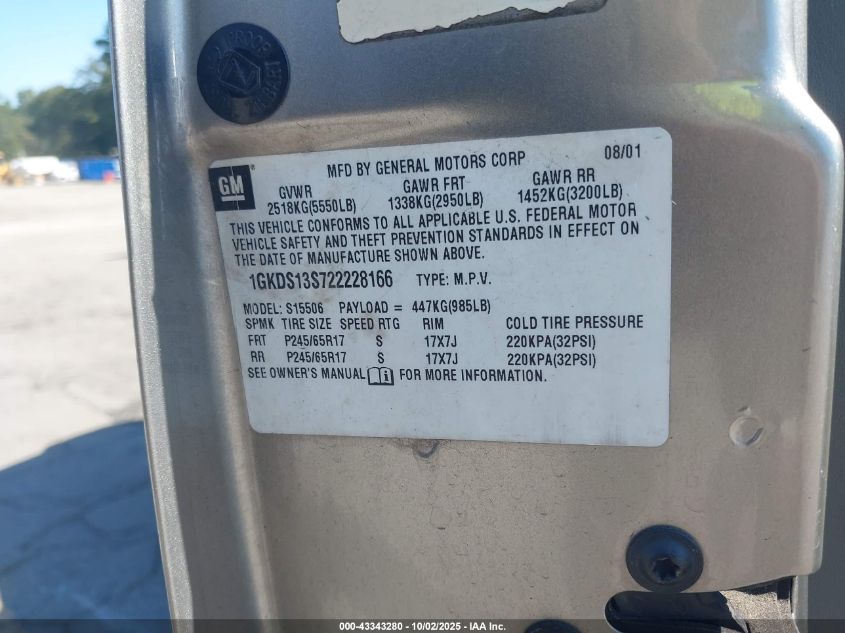 MFD BY GENERAL MOTORS CORP 08/01
GM
GVWR GAWR FRT GAWR RR
2518KG(5550LB) 1338KG(2950LB) 1452KG(3200LB)
THIS VEHICLE CONFORMS TO ALL APPLICABLE U.S. FEDERAL MOTOR
VEHICLE SAFETY AND THEFT PREVENTION STANDARDS IN EFFECT ON
THE DATE OF MANUFACTURE SHOWN ABOVE.
1GKDS13S722228166 TYPE: M.P.V.
MODEL: S15506 PAYLOAD = 447KG(985LB)
SPMK TIRE SIZE SPEED RTG RIM COLD TIRE PRESSURE
FRT P245/65R17 S 17X7J 220KPA(32PSI)
RR P245/65R17 S 17X7J 220KPA(32PSI)
SEE OWNER'S MANUAL FOR MORE INFORMATION.
000-43343280 - 10/02/2025 - IAA Inc.